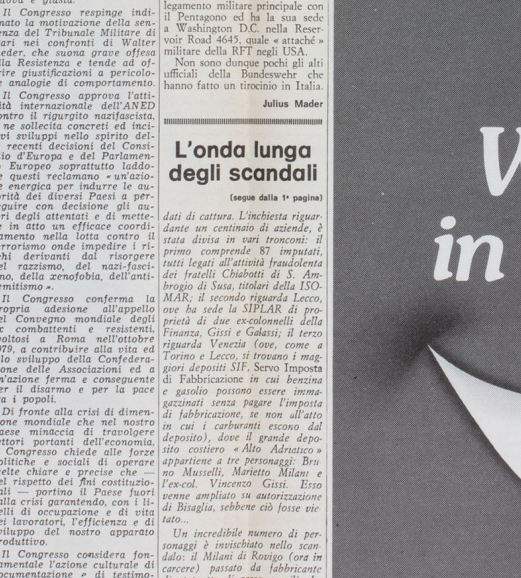 Il Congresso respinge indi-
nato la motivazione della sen-
za del Tribunale Militare di
ari nei confronti di Walter
eder, che suona grave offesa
lla Resistenza e tende ad of-
rire giustificazioni a pericolo-
e analogie di comportamento.
Il Congresso approva l'atti-
ità internazionale dell'ANED
ontro il rigurgito nazifascista,
ne sollecita concreti ed inci-
vi sviluppi nello spirito del-
recenti decisioni del Consi-
io d'Europa e del Parlamen-
Europeo soprattutto laddo-
e questi reclamano « un'azio-
e energica per indurre le au-
orità dei diversi Paesi a per-
eguire con decisione gli au-
ri degli attentati e di mette-
e in atto un efficace coordi-
amento nella lotta contro il
errorismo onde impedire i ri-
chi derivanti dal risorgere
el razzismo, del nazi-fasci-
mo, della xenofobia, dell'anti-
emitismo ».
Il Congresso conferma la
ropria adesione all'appello
el Convegno mondiale degli
x combattenti e resistenti,
voltosi a Roma nell'ottobre
979, a contribuire alla vita ed
lo sviluppo della Confedera-
one delle Associazioni ed a
n'azione ferma e conseguente
er il disarmo e per la pace
a i popoli.
Di fronte alla crisi di dimen-
one mondiale che nel nostro
aese minaccia di travolgere
ettori portanti dell'economia,
Congresso chiede alle forze
olitiche e sociali di operare
elte chiare e precise che —
el rispetto dei fini costituzio-
ali — portino il Paese fuori
alla crisi garantendo, con i li-
elli di occupazione e di vita
ei lavoratori, l'efficienza e di
viluppo del nostro apparato
roduttivo.
Il Congresso considera fon-
amentale l'azione culturale di
ocumentazione e di testimo-
legamento militare principale con
il Pentagono ed ha la sua sede
a Washington D.C. nella Reser-
voir Road 4645, quale « attaché »
militare della RFT negli USA.
Non sono dunque pochi gli alti
ufficiali della Bundeswehr che
hanno fatto un tirocinio in Italia.
Julius Mader
L'onda lunga
degli scandali
(segue dalla 1ª pagina)
dati di cattura. L'inchiesta riguar-
dante un centinaio di aziende, è
stata divisa in vari tronconi: il
primo comprende 87 imputati,
tutti legati all'attività fraudolenta
dei fratelli Chiabotti di S. Am-
brogio di Susa, titolari della ISO-
MAR; il secondo riguarda Lecco,
ove ha sede la SIPLAR di pro-
prietà di due ex-colonnelli della
Finanza, Gissi e Galassi; il terzo
riguarda Venezia (ove, come a
Torino e Lecco, si trovano i mag-
giori depositi SIF, Servo Imposta
di Fabbricazione in cui benzina
e gasolio possono essere imma-
gazzinati senza pagare l'imposta
di fabbricazione, se non all'atto
in cui i carburanti escono dal
deposito), dove il grande depo-
sito costiero « Alto Adriatico »
appartiene a tre personaggi: Bru
no Musselli, Marietto Milani e
l'ex-col. Vincenzo Gissi. Esso
venne ampliato su autorizzazione
di Bisaglia, sebbene ciò fosse vie
tato...
Un incredibile numero di per-
sonaggi è invischiato nello scan-
dalo: il Milani di Rovigo (ora in
carcere) passato da fabbricante
in